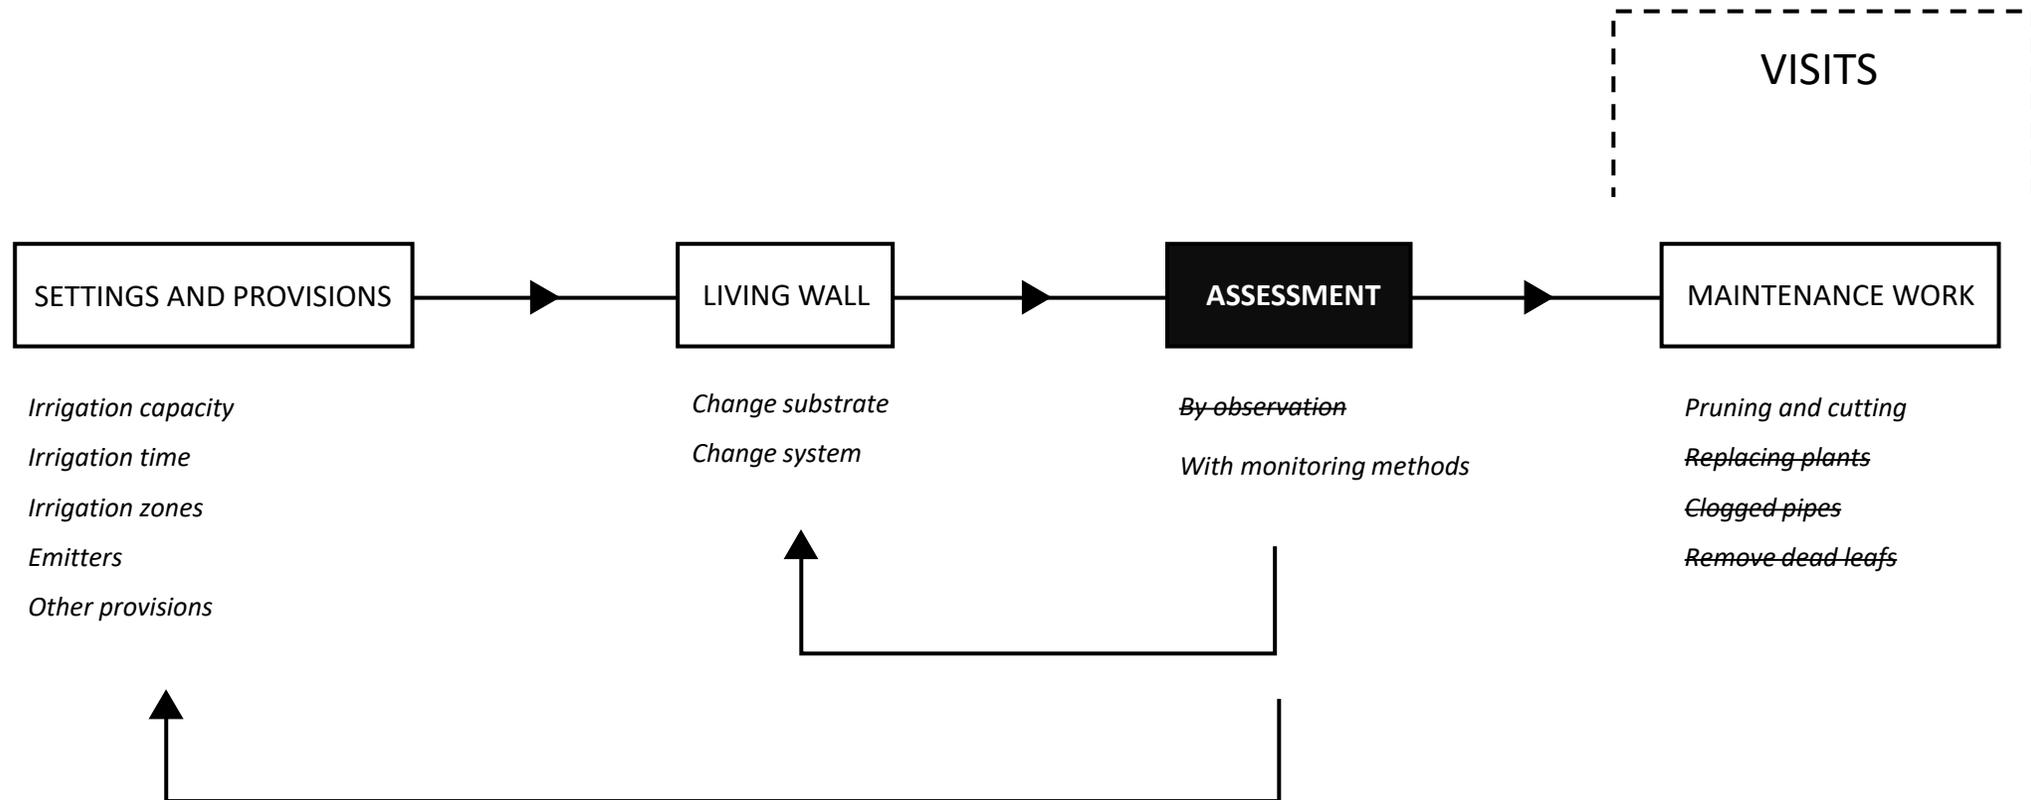 VISITS
SETTINGS AND PROVISIONS
LIVING WALL
ASSESSMENT
MAINTENANCE WORK
Irrigation capacity
Irrigation time
Irrigation zones
Emitters
Other provisions
Change substrate
Change system
By observation
With monitoring methods
Pruning and cutting
Replacing plants
Clogged pipes
Remove dead leafs